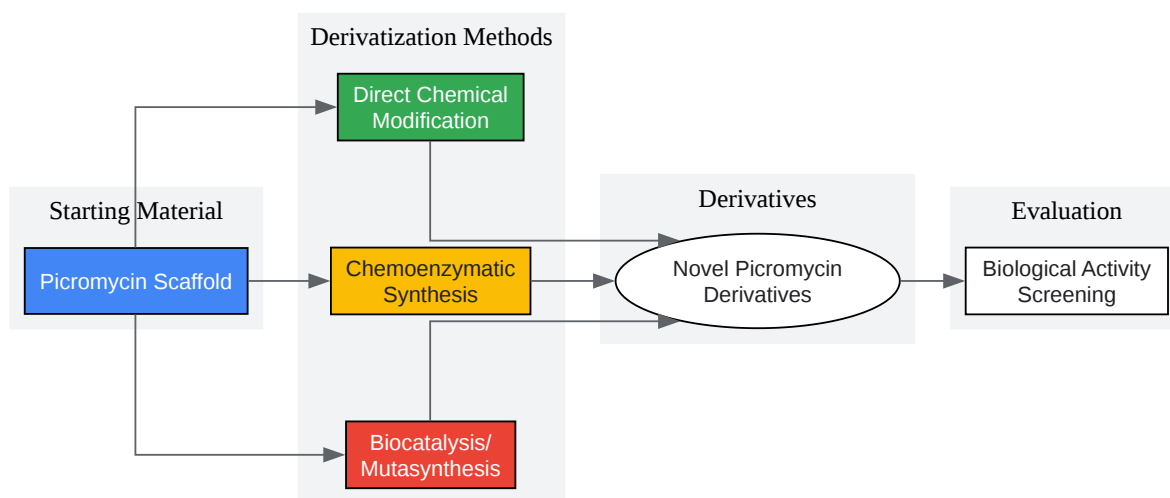 Derivatization Methods
Direct Chemical
Modification
Starting Material
Picromycin Scaffold
Chemoenzymatic
Synthesis
Biocatalysis/
Mutasynthesis
Derivatives
Novel Picromycin
Derivatives
Evaluation
Biological Activity
Screening